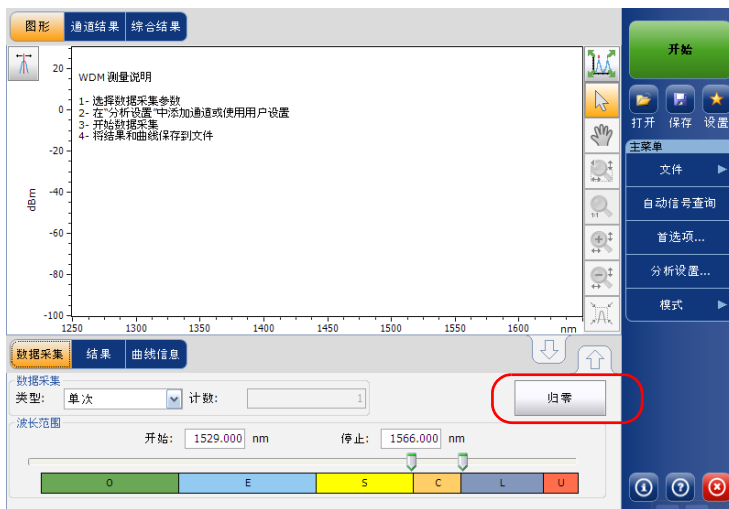 图形 通道结果 综合结果
20
0
-20
-40
-60
-80
-100
dBm
WDM 测量说明
1- 选择数据采集参数
2- 在“分析设置”中添加通道或使用用户设置
3- 开始数据采集
4- 将结果和曲线保存到文件
1250 1300 1350 1400 1450 1500 1550 1600 nm
1:1
数据采集 结果 曲线信息
数据采集
类型: 单次 计数: 1
归零
波长范围
开始: 1529.000 nm 停止: 1566.000 nm
O E S C L U
开始
打开 保存 设置
主菜单
文件
自动信号查询
首选项...
分析设置...
模式